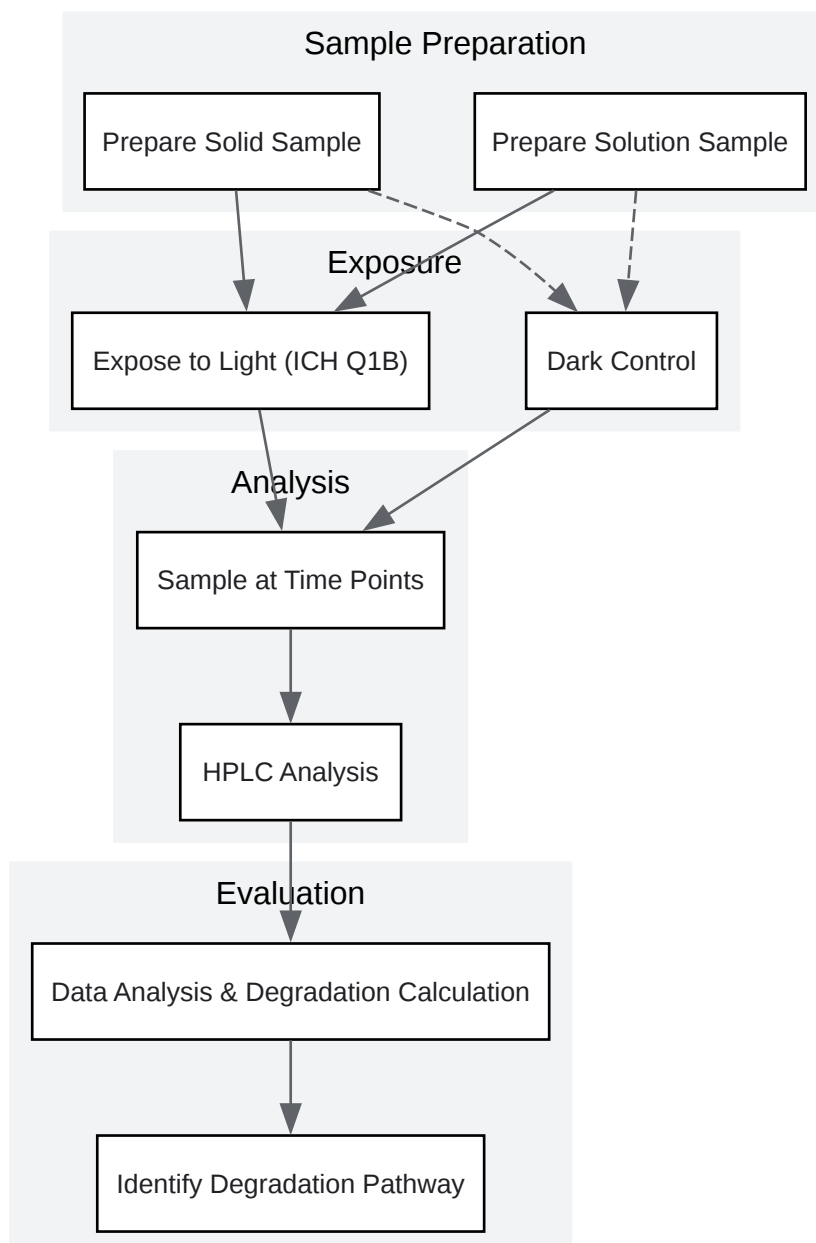 Sample Preparation
Prepare Solid Sample
Prepare Solution Sample
Exposure
Expose to Light (ICH Q1B)
Dark Control
Analysis
Sample at Time Points
HPLC Analysis
Evaluation
Data Analysis & Degradation Calculation
Identify Degradation Pathway